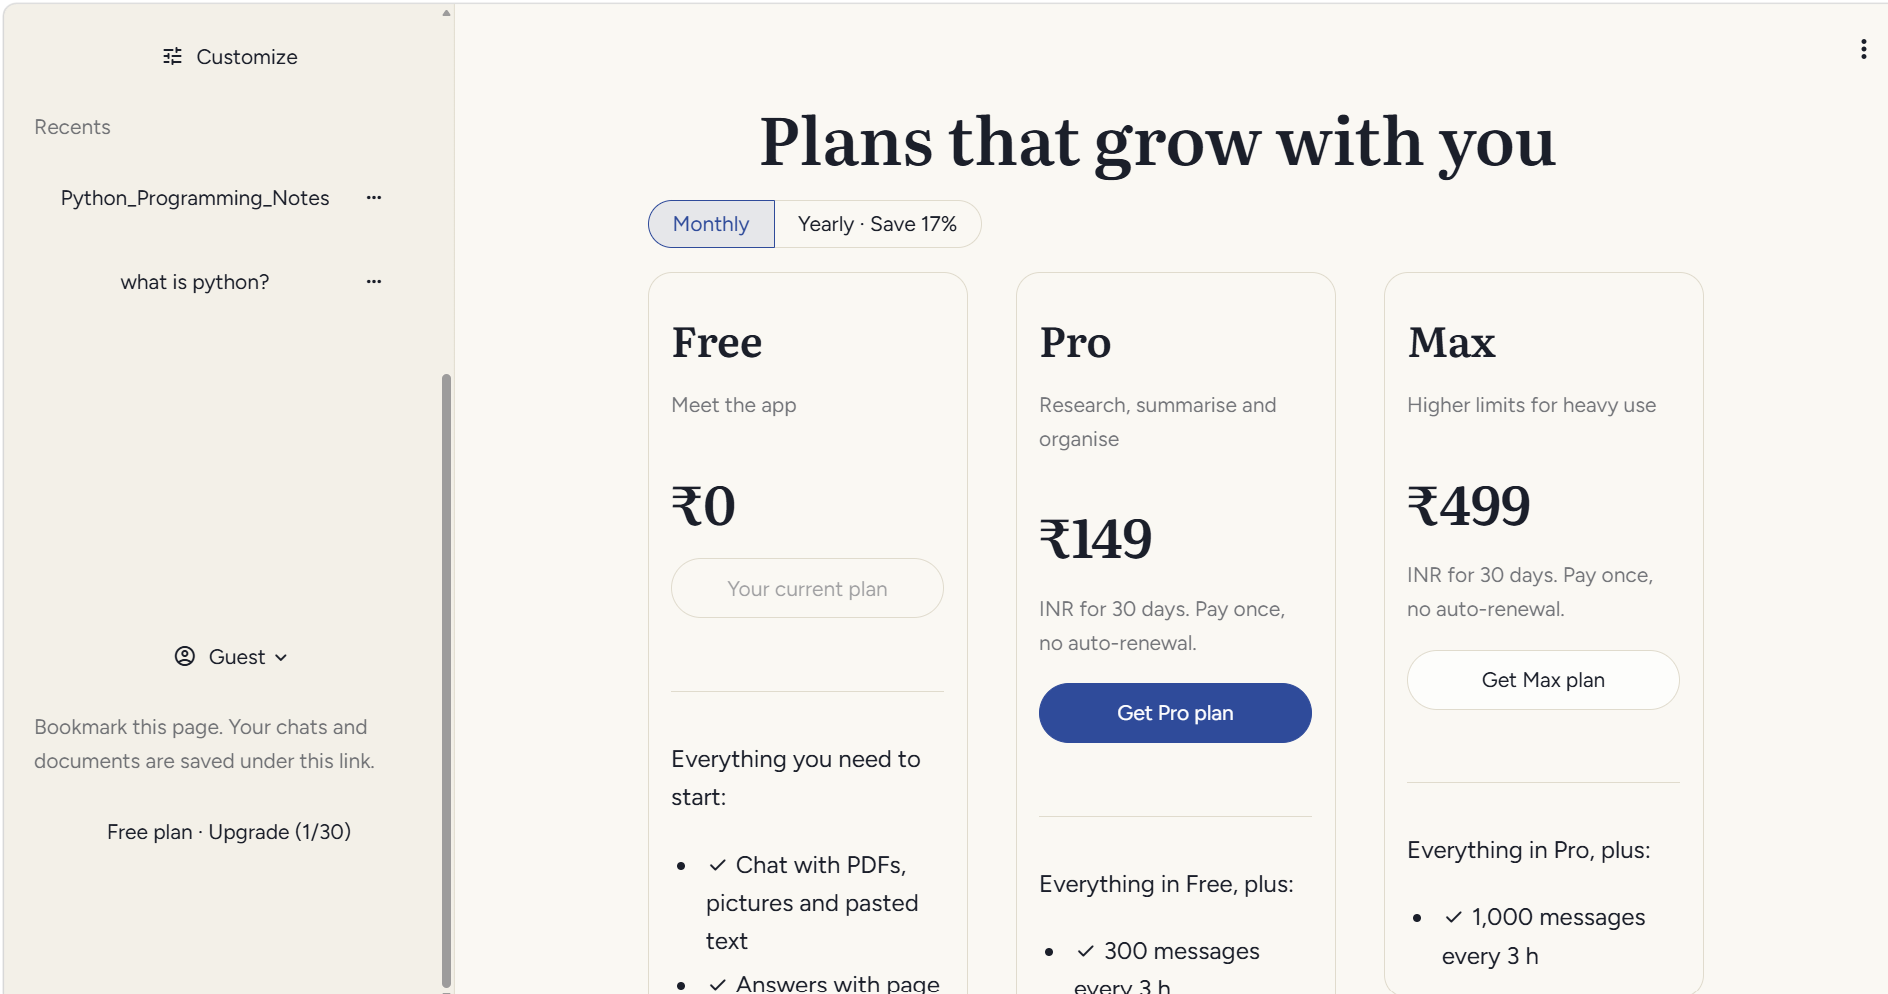 Customize
Recents
Python_Programming_Notes
what is python?
Guest
Bookmark this page. Your chats and
documents are saved under this link.
Free plan · Upgrade (1/30)
Plans that grow with you
Monthly
Yearly · Save 17%
Free
Meet the app
₹0
Your current plan
Everything you need to
start:
✓ Chat with PDFs,
pictures and pasted
text
✓ Answers with page
Pro
Research, summarise and
organise
₹149
INR for 30 days. Pay once,
no auto-renewal.
Get Pro plan
Everything in Free, plus:
✓ 300 messages
every 3 h
Max
Higher limits for heavy use
₹499
INR for 30 days. Pay once,
no auto-renewal.
Get Max plan
Everything in Pro, plus:
✓ 1,000 messages
every 3 h